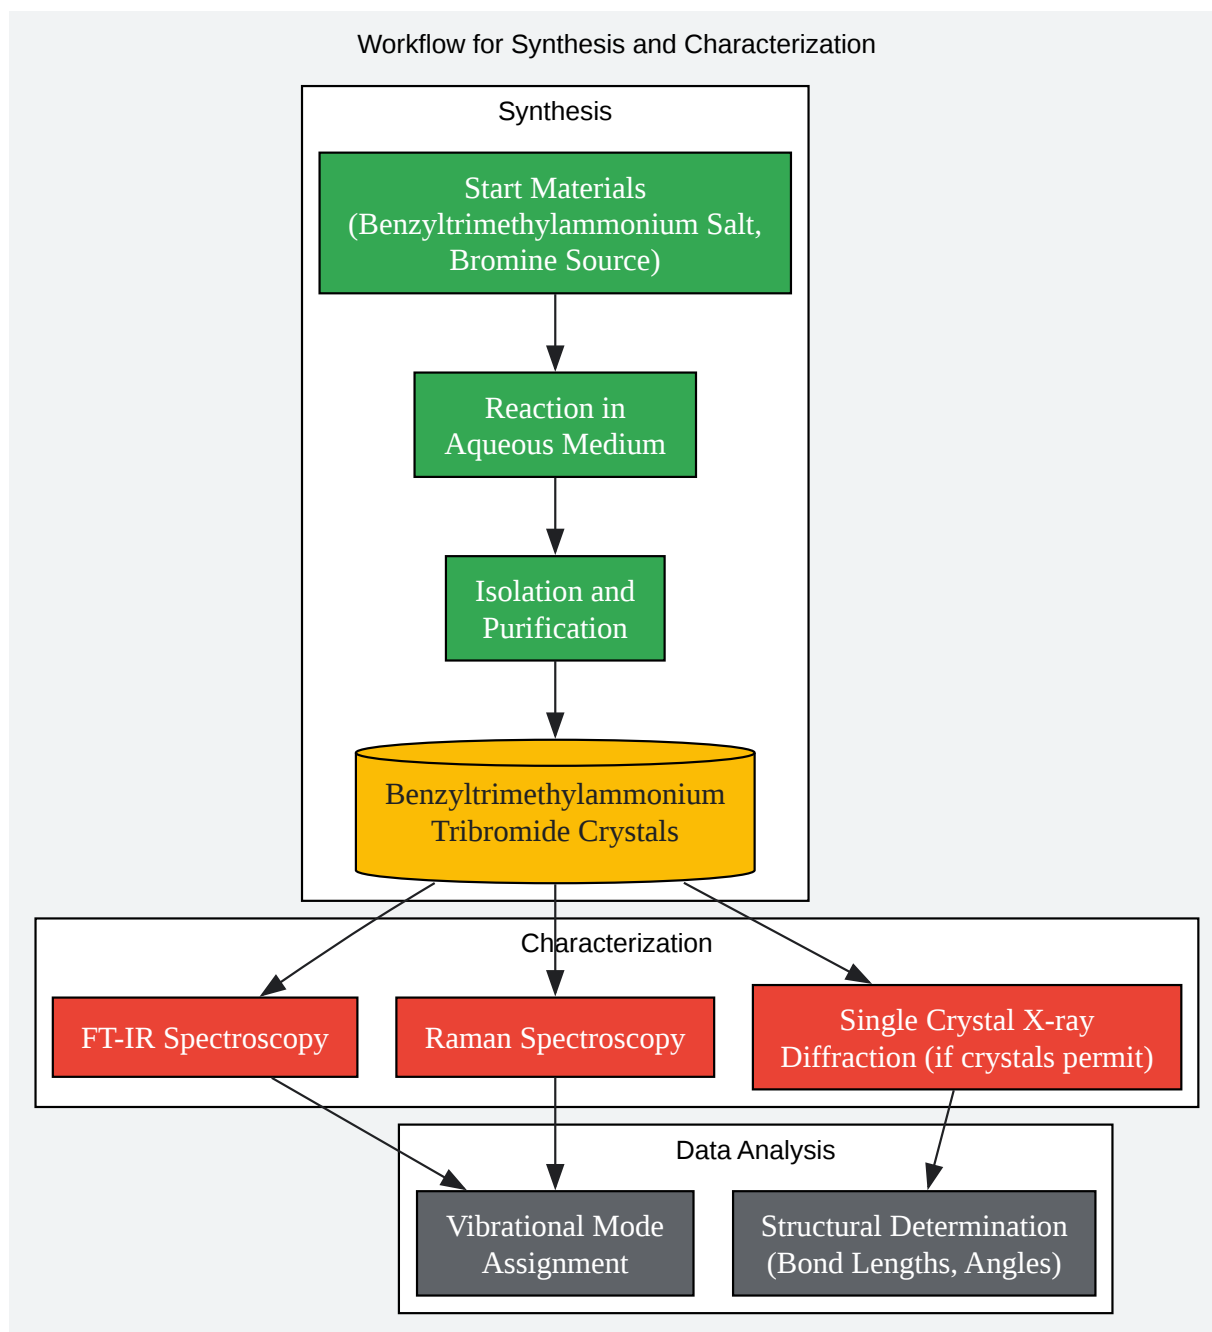 Workflow for Synthesis and Characterization
Synthesis
Start Materials
(Benzyltrimethylammonium Salt,
Bromine Source)
Reaction in
Aqueous Medium
Isolation and
Purification
Benzyltrimethylammonium
Tribromide Crystals
Characterization
FT-IR Spectroscopy
Raman Spectroscopy
Single Crystal X-ray
Diffraction (if crystals permit)
Data Analysis
Vibrational Mode
Assignment
Structural Determination
(Bond Lengths, Angles)